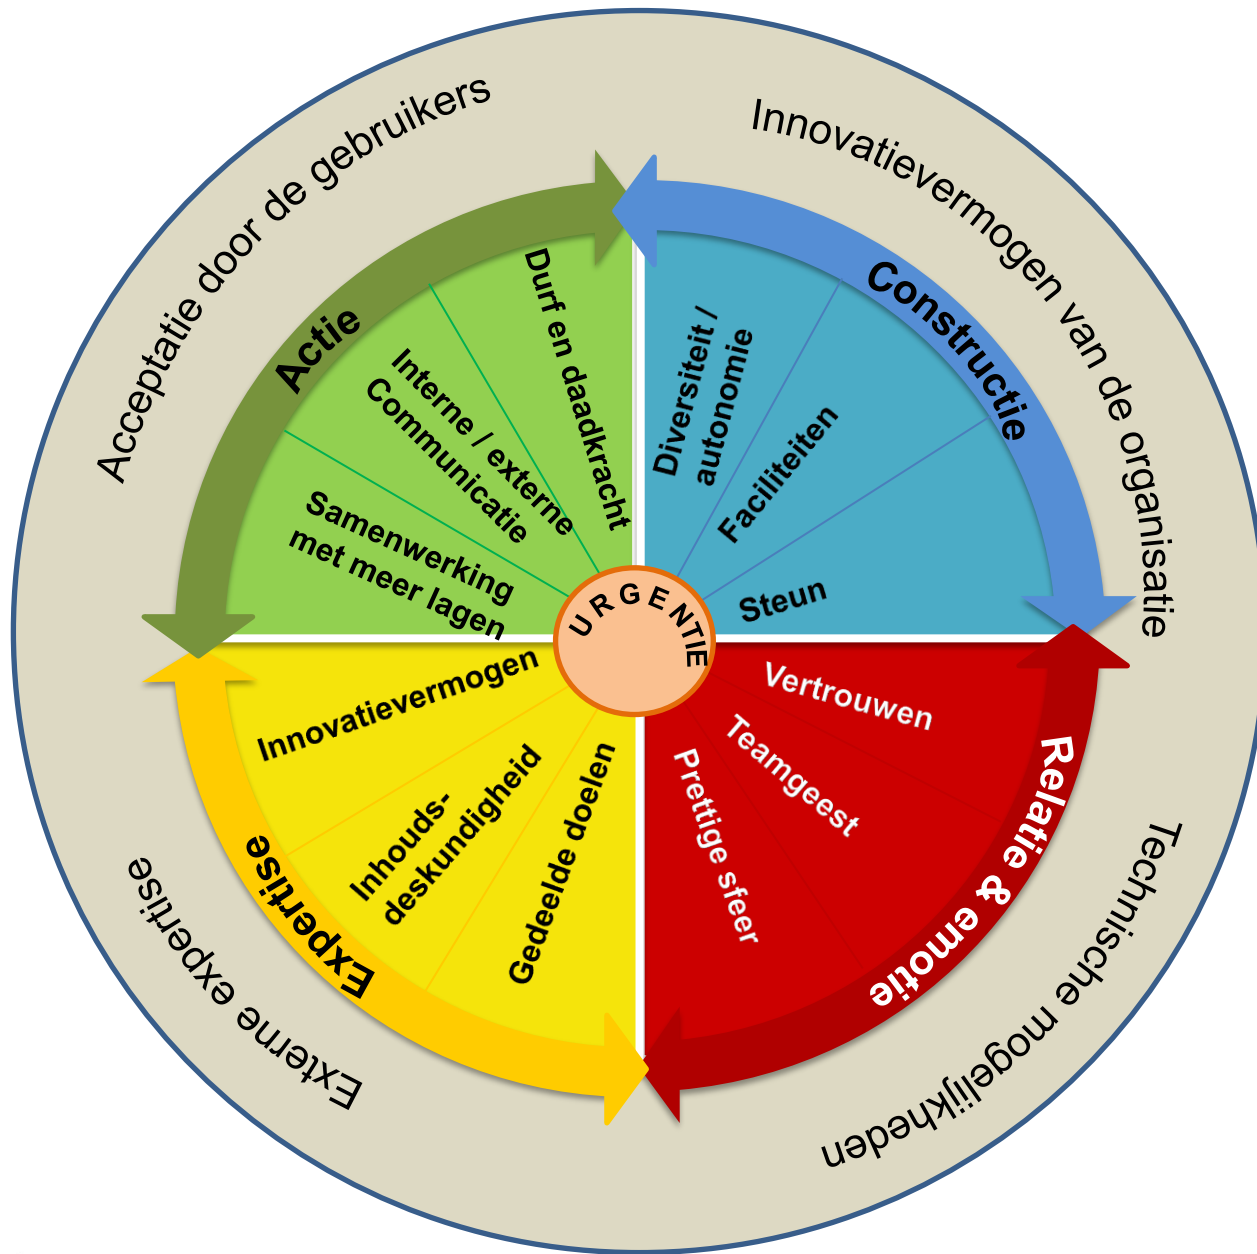 Acceptatie door de gebruikers
Innovatievermogen van de organisatie
Technische mogelijkheden
Externe expertise
Actie
Constructie
Relatie & emotie
Expertise
Durf en daadkracht
Interne / externe
Communicatie
Samenwerking
met meer lagen
Diversiteit /
autonomie
Faciliteiten
Steun
Vertrouwen
Teamgeest
Prettige sfeer
Gedeelde doelen
Inhouds-
deskundigheid
Innovatievermogen
URGENTIE